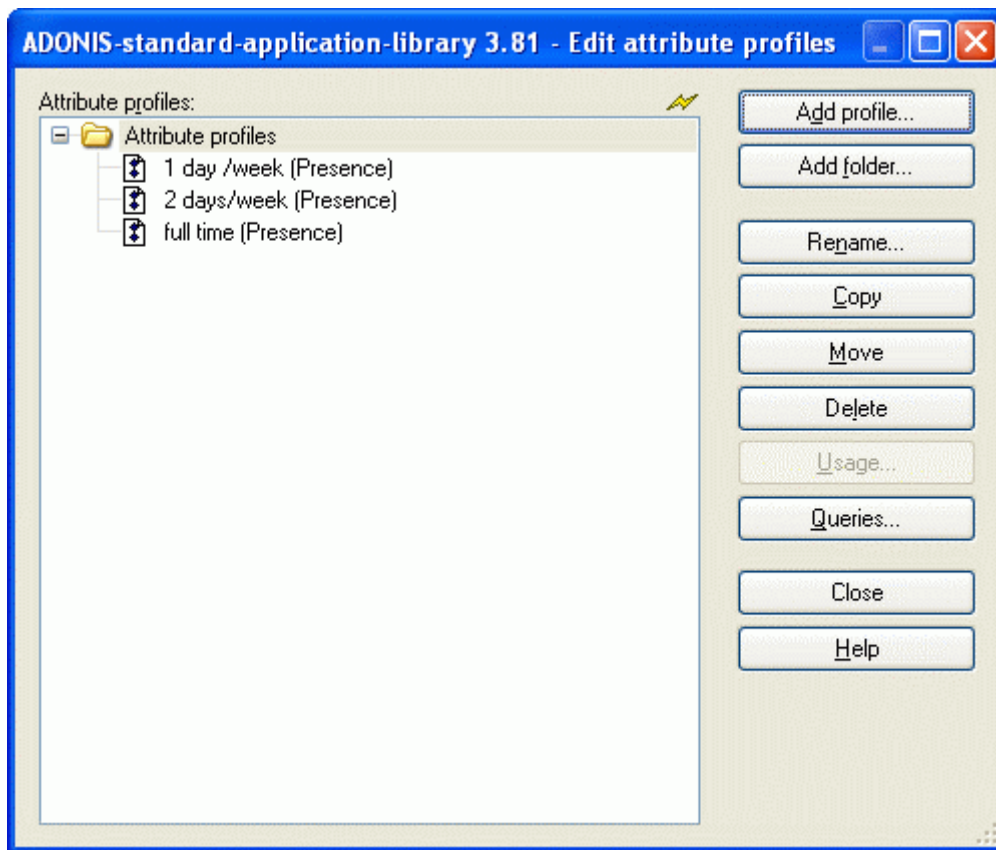 ADONIS-standard-application-library 3.81 - Edit attribute profiles
Attribute profiles:
Attribute profiles
1 day /week (Presence)
2 days/week (Presence)
full time (Presence)
Add profile...
Add folder...
Rename...
Copy
Move
Delete
Usage...
Queries...
Close
Help